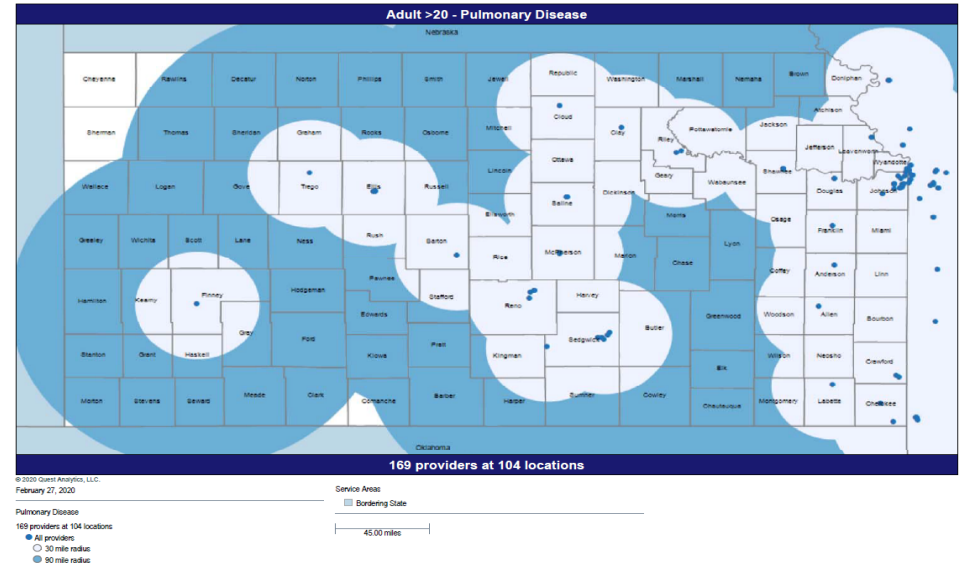 Adult >20 - Pulmonary Disease
Nebraska
Cheyenne Rawlins Decatur Norton Phillips Smith Jewell Republic Washington Marshall Nemaha Brown Doniphan
Atchison
Sherman Thomas Sheridan Graham Rooks Osborne Mitchell Cloud Clay Riley Pottawatomie Jackson Jefferson Leavenworth
Wyandotte
Wallace Logan Gove Trego Ellis Russell Lincoln Ottawa Saline Dickinson Geary Wabaunsee Shawnee Douglas Johnson
Ellsworth Morris Osage Franklin Miami
Greeley Wichita Scott Lane Ness Rush Barton Rice McPherson Marion Chase Lyon Coffey Anderson Linn
Pawnee
Hamilton Kearny Finney Hodgeman Stafford Reno Harvey
Edwards Greenwood Woodson Allen Bourbon
Gray Ford Butler
Stanton Grant Haskell Kiowa Pratt Kingman Sedgwick Elk Wilson Neosho Crawford
Morton Stevens Seward Meade Clark Comanche Barber Harper Sumner Cowley Chautauqua Montgomery Labette Cherokee
Oklahoma
169 providers at 104 locations
© 2020 Quest Analytics, LLC.
February 27, 2020
Service Areas
Bordering State
Pulmonary Disease
169 providers at 104 locations
45.00 miles
All providers
30 mile radius
90 mile radius